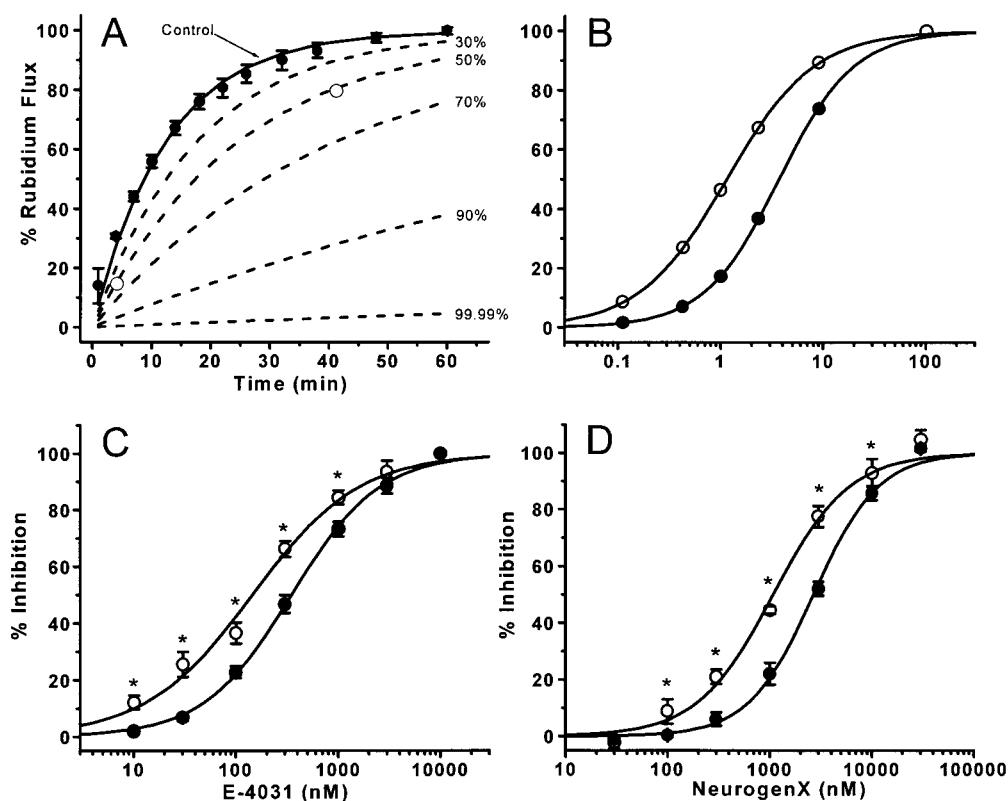 A
Control
30%
50%
70%
90%
99.99%
100
80
60
40
20
0
% Rubidium Flux
0 10 20 30 40 50 60
Time (min)
B
100
80
60
40
20
0
0.1 1 10 100
C
100
80
60
40
20
0
% Inhibition
* * * * *
10 100 1000 10000
E-4031 (nM)
D
100
80
60
40
20
0
% Inhibition
* * * * *
10 100 1000 10000 100000
NeurogenX (nM)